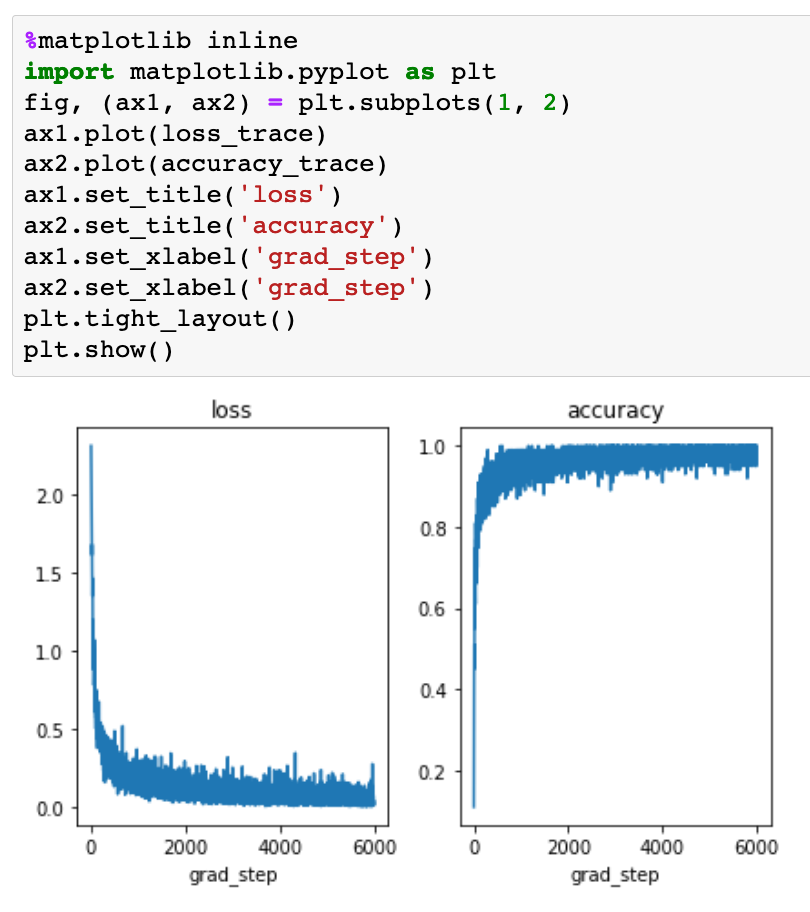 %matplotlib inline
import matplotlib.pyplot as plt
fig, (ax1, ax2) = plt.subplots(1, 2)
ax1.plot(loss_trace)
ax2.plot(accuracy_trace)
ax1.set_title('loss')
ax2.set_title('accuracy')
ax1.set_xlabel('grad_step')
ax2.set_xlabel('grad_step')
plt.tight_layout()
plt.show()
loss
2.0
1.5
1.0
0.5
0.0
0 2000 4000 6000
grad_step
accuracy
1.0
0.8
0.6
0.4
0.2
0 2000 4000 6000
grad_step